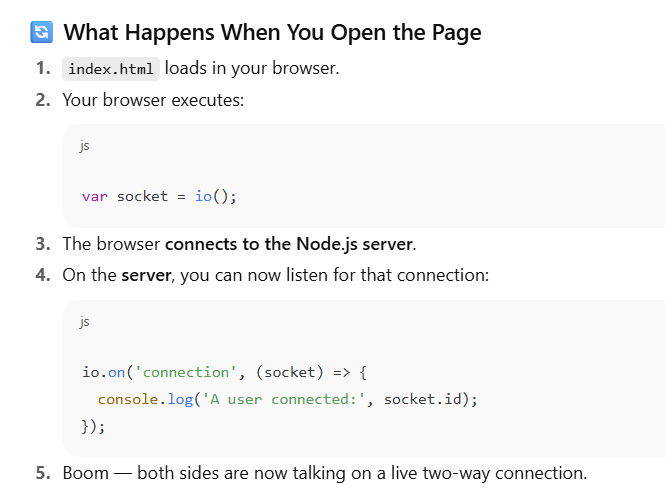 🔄 What Happens When You Open the Page
1. index.html loads in your browser.
2. Your browser executes:
js
var socket = io();
3. The browser connects to the Node.js server.
4. On the server, you can now listen for that connection:
js
io.on('connection', (socket) => {
  console.log('A user connected:', socket.id);
});
5. Boom — both sides are now talking on a live two-way connection.